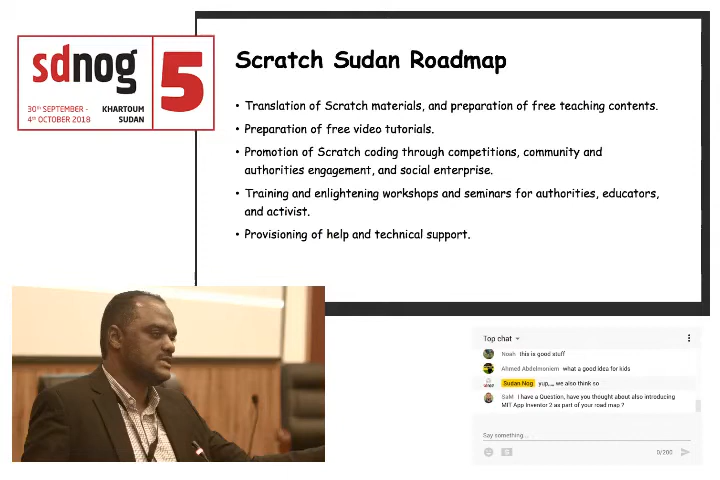 sdnog 5
30th SEPTEMBER -
4th OCTOBER 2018
KHARTOUM
SUDAN
Scratch Sudan Roadmap
• Translation of Scratch materials, and preparation of free teaching contents.
• Preparation of free video tutorials.
• Promotion of Scratch coding through competitions, community and
authorities engagement, and social enterprise.
• Training and enlightening workshops and seminars for authorities, educators,
and activist.
• Provisioning of help and technical support.
Top chat
Noah this is good stuff
Ahmed Abdelmoniem what a good idea for kids
Sudan Nog yup,... we also think so
SaM I have a Question, have you thought about also introducing
MIT App Inventor 2 as part of your road map ?
Say something...
0/200